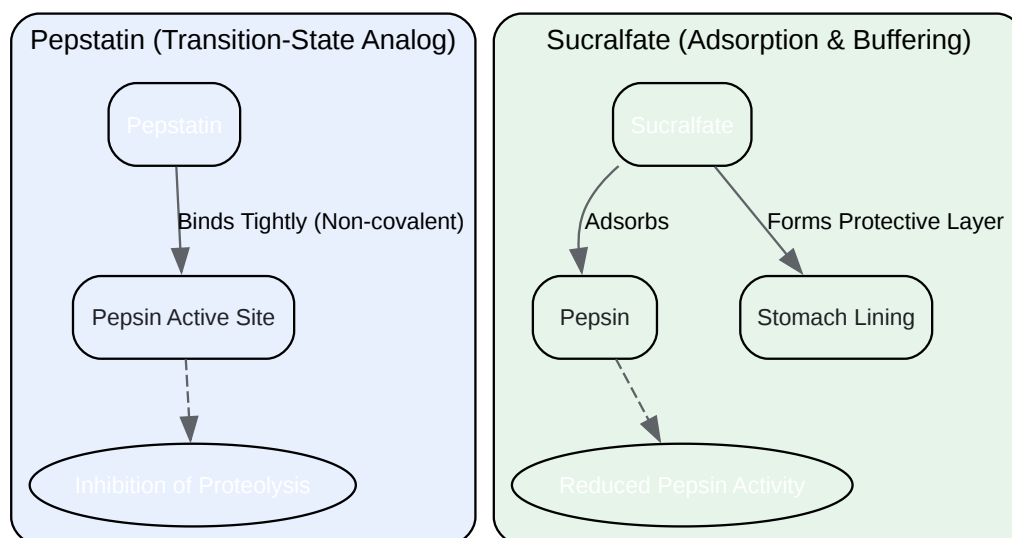 Pepstatin (Transition-State Analog)
Pepstatin
Binds Tightly (Non-covalent)
Pepsin Active Site
Inhibition of Proteolysis
Sucralfate (Adsorption & Buffering)
Sucralfate
Adsorbs
Forms Protective Layer
Pepsin
Stomach Lining
Reduced Pepsin Activity